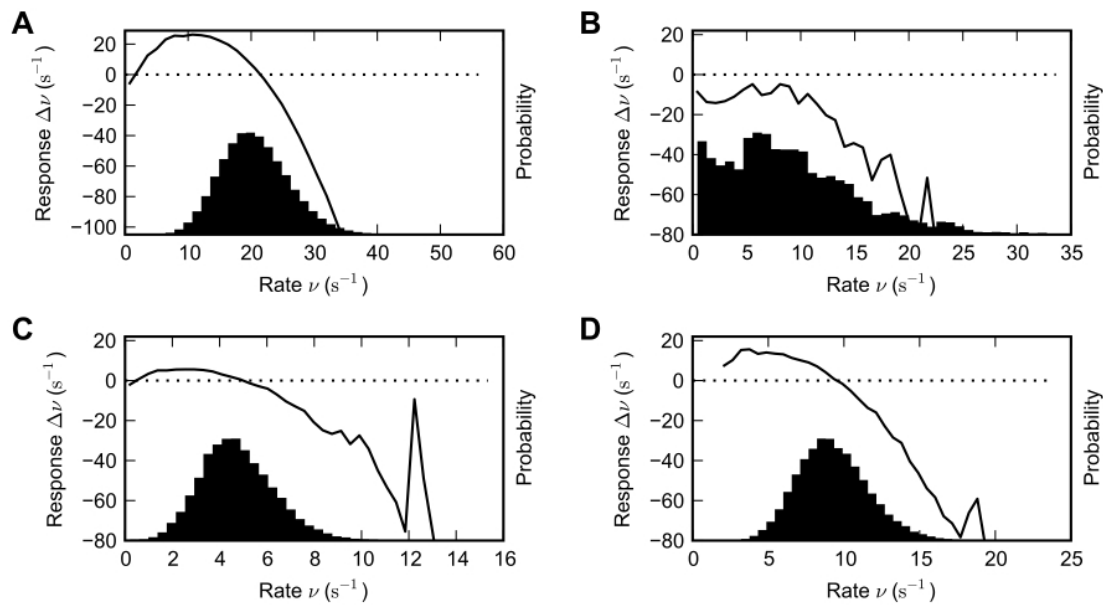 A
Response Δν (s⁻¹)
20
0
−20
−40
−60
−80
−100
0 10 20 30 40 50 60
Rate ν (s⁻¹)
Probability
B
Response Δν (s⁻¹)
20
0
−20
−40
−60
−80
0 5 10 15 20 25 30 35
Rate ν (s⁻¹)
Probability
C
Response Δν (s⁻¹)
20
0
−20
−40
−60
−80
0 2 4 6 8 10 12 14 16
Rate ν (s⁻¹)
Probability
D
Response Δν (s⁻¹)
20
0
−20
−40
−60
−80
0 5 10 15 20 25
Rate ν (s⁻¹)
Probability